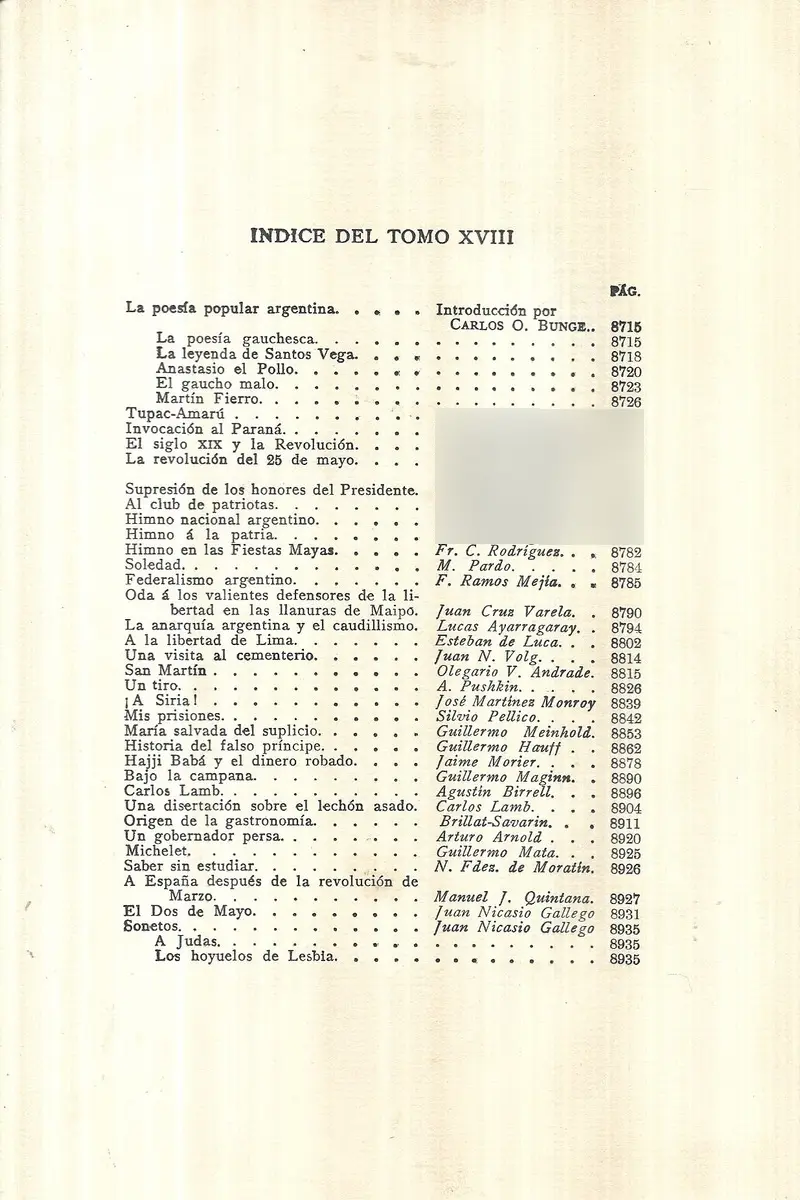 INDICE DEL TOMO XVIII
PÁG.
La poesía popular argentina. . . . . Introducción por
CARLOS O. BUNGE.. 8715
La poesía gauchesca. . . . . . . . . . . . . . . 8715
La leyenda de Santos Vega. . . . . . . . . . . . . 8718
Anastasio el Pollo. . . . . . . . . . . . . . . . 8720
El gaucho malo. . . . . . . . . . . . . . . . . 8723
Martín Fierro. . . . . . . . . . . . . . . . . . 8726
Tupac-Amarú . . . . . . . . . .
Invocación al Paraná. . . . . . . .
El siglo XIX y la Revolución. . . .
La revolución del 25 de mayo. . . .
Supresión de los honores del Presidente.
Al club de patriotas. . . . . . . .
Himno nacional argentino. . . . . .
Himno á la patria. . . . . . . .
Himno en las Fiestas Mayas. . . . . Fr. C. Rodríguez. . . 8782
Soledad. . . . . . . . . . . . M. Pardo. . . . . 8784
Federalismo argentino. . . . . . . F. Ramos Mejía. . . 8785
Oda á los valientes defensores de la li-
bertad en las llanuras de Maipo. Juan Cruz Varela. . 8790
La anarquía argentina y el caudillismo. Lucas Ayarragaray. . 8794
A la libertad de Lima. . . . . . . Esteban de Luca. . . 8802
Una visita al cementerio. . . . . . Juan N. Volg. . . . 8814
San Martín . . . . . . . . . . . Olegario V. Andrade. 8815
Un tiro. . . . . . . . . . . . . A. Pushkin. . . . . 8826
¡A Siria! . . . . . . . . . . . José Martínez Monroy 8839
Mis prisiones. . . . . . . . . . Silvio Pellico. . . . 8842
María salvada del suplicio. . . . . . Guillermo Meinhold. 8853
Historia del falso príncipe. . . . . . Guillermo Hauff . . 8862
Hajji Babá y el dinero robado. . . . Jaime Morier. . . . 8878
Bajo la campana. . . . . . . . . Guillermo Maginn. . 8890
Carlos Lamb. . . . . . . . . . . Agustín Birrell. . . 8896
Una disertación sobre el lechón asado. Carlos Lamb. . . . 8904
Origen de la gastronomía. . . . . . Brillat-Savarin. . . 8911
Un gobernador persa. . . . . . . . Arturo Arnold . . . 8920
Michelet. . . . . . . . . . . . Guillermo Mata. . . 8925
Saber sin estudiar. . . . . . . . . N. Fdez. de Moratín. 8926
A España después de la revolución de
Marzo. . . . . . . . . . . Manuel J. Quintana. 8927
El Dos de Mayo. . . . . . . . . Juan Nicasio Gallego 8931
Sonetos. . . . . . . . . . . . . Juan Nicasio Gallego 8935
A Judas. . . . . . . . . . . . . . . . . . . . 8935
Los hoyuelos de Lesbia. . . . . . . . . . . . . . 8935